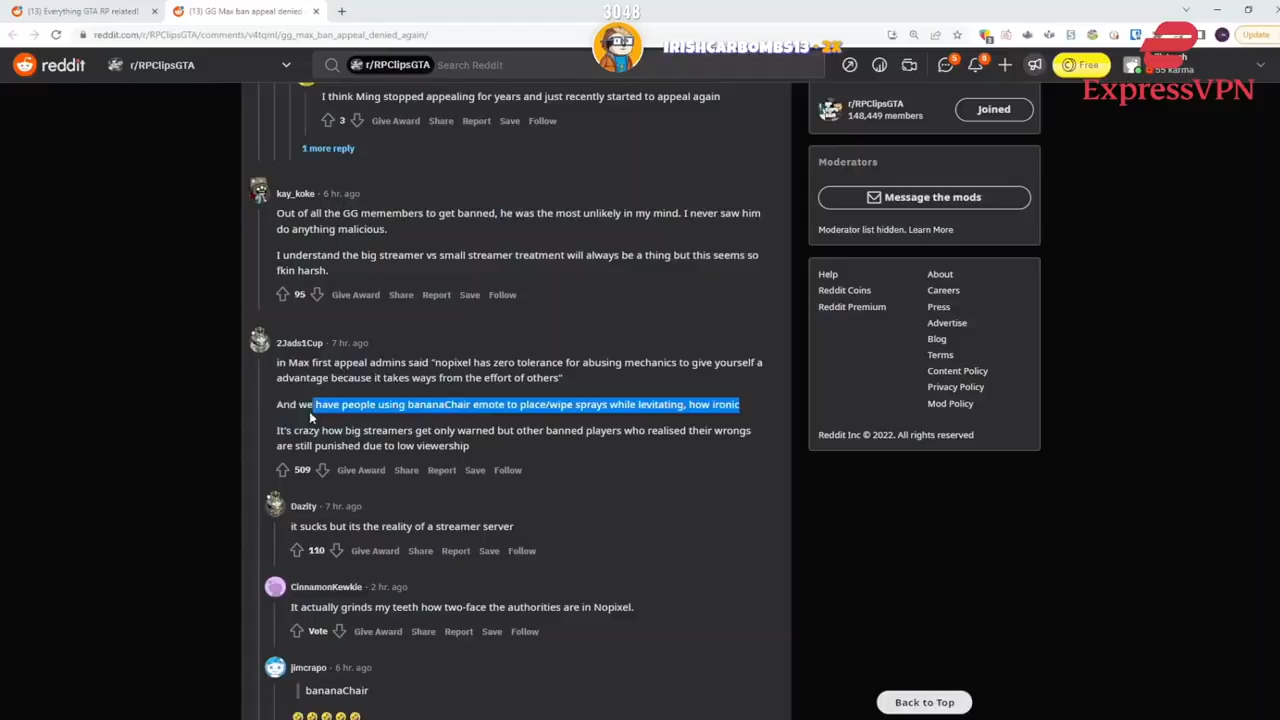 (13) Everything GTA RP related!
(13) GG Max ban appeal denied
reddit.com/r/RPClipsGTA/comments/v4tqml/gg_max_ban_appeal_denied_again/
Update
3048
IRISHCARBOMBS13 - 2X
ExpressVPN
reddit
r/RPClipsGTA
r/RPClipsGTA
Search Reddit
5
8
Free
55 karma
I think Ming stopped appealing for years and just recently started to appeal again
3 Give Award Share Report Save Follow
1 more reply
kay_koke · 6 hr. ago
Out of all the GG memembers to get banned, he was the most unlikely in my mind. I never saw him
do anything malicious.
I understand the big streamer vs small streamer treatment will always be a thing but this seems so
fkin harsh.
95 Give Award Share Report Save Follow
2Jads1Cup · 7 hr. ago
in Max first appeal admins said "nopixel has zero tolerance for abusing mechanics to give yourself a
advantage because it takes ways from the effort of others"
And we have people using bananaChair emote to place/wipe sprays while levitating, how ironic
It's crazy how big streamers get only warned but other banned players who realised their wrongs
are still punished due to low viewership
509 Give Award Share Report Save Follow
Dazity · 7 hr. ago
it sucks but its the reality of a streamer server
110 Give Award Share Report Save Follow
CinnamonKewkie · 2 hr. ago
It actually grinds my teeth how two-face the authorities are in Nopixel.
Vote Give Award Share Report Save Follow
jimcrapo · 6 hr. ago
bananaChair
🤣🤣🤣🤣🤣
r/RPClipsGTA
148,449 members
Joined
Moderators
Message the mods
Moderator list hidden. Learn More
Help
About
Reddit Coins
Careers
Reddit Premium
Press
Advertise
Blog
Terms
Content Policy
Privacy Policy
Mod Policy
Reddit Inc © 2022. All rights reserved
Back to Top